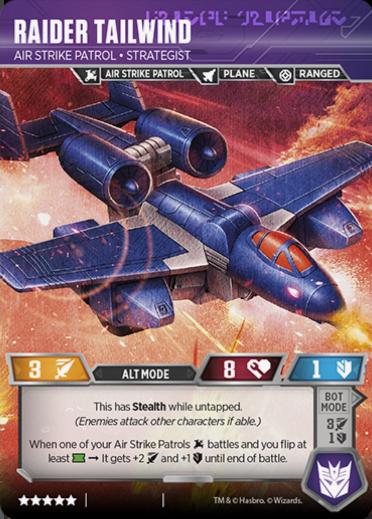 RAIDER TAILWIND
AIR STRIKE PATROL • STRATEGIST
AIR STRIKE PATROL PLANE RANGED
3 ALT MODE 8 1
This has Stealth while untapped.
(Enemies attack other characters if able.)
When one of your Air Strike Patrols battles and you flip at
least → It gets +2 and +1 until end of battle.
BOT
MODE
3
1
TM & © Hasbro. © Wizards.